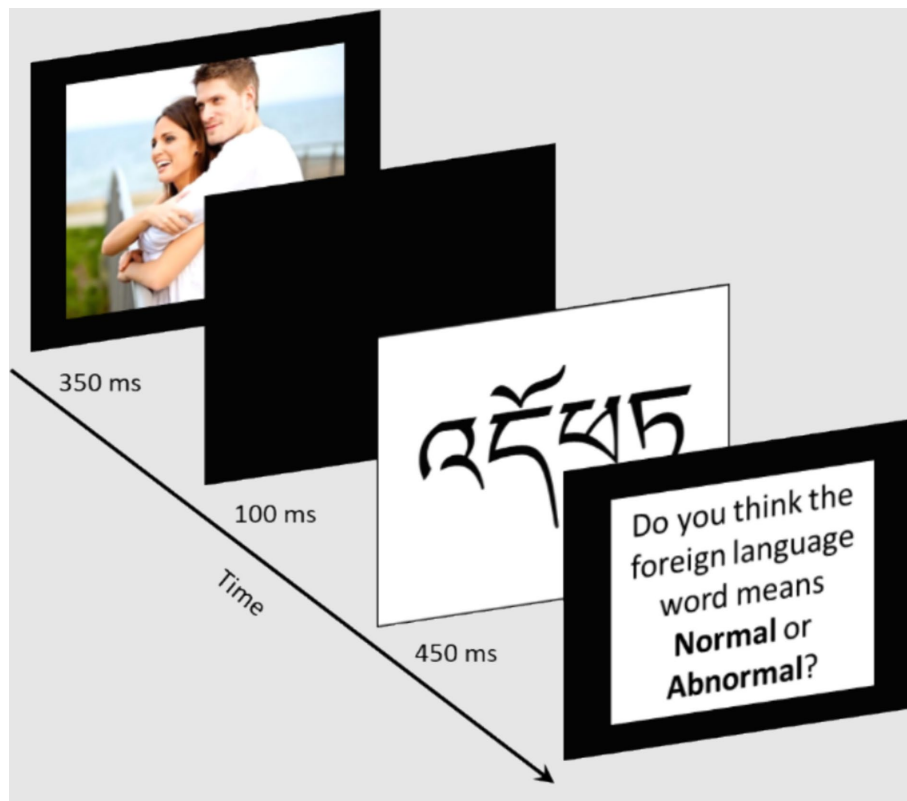 350 ms
100 ms
Time
450 ms
Do you think the
foreign language
word means
Normal or
Abnormal?